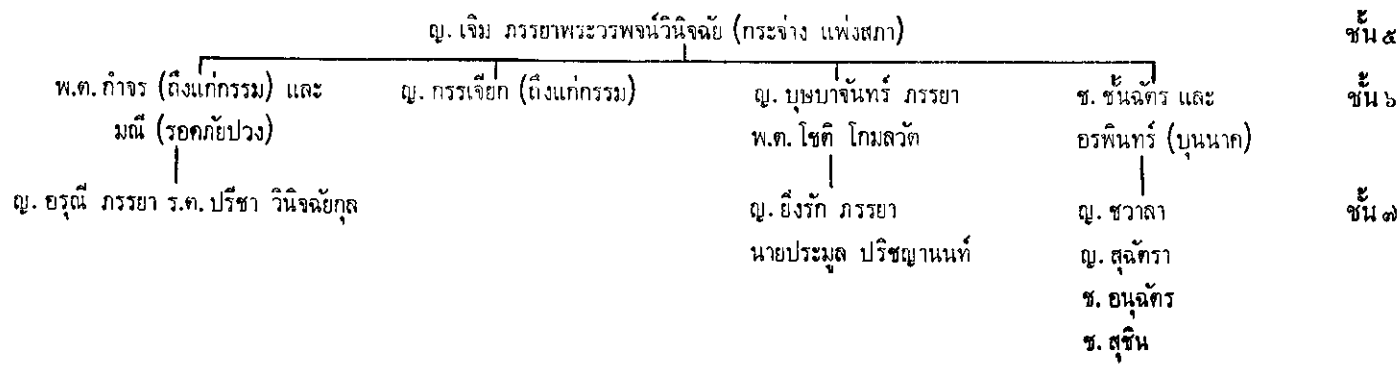 ญ. เจิม ภรรยาพระวรพจน์วินิจฉัย (กระจ่าง แพ่งสภา) ชั้น ๕
พ.ต. กำจร (ถึงแก่กรรม) และ ญ. กรรเจียก (ถึงแก่กรรม) ญ. บุษบาจันทร์ ภรรยา ช. ชั้นฉัตร และ ชั้น ๖
มณี (รอดภัยปวง) พ.ต. โชติ โกมลวัต อรพินทร์ (บุนนาค)
ญ. อรุณี ภรรยา ร.ต. ปรีชา วินิจฉัยกุล ญ. ยิ่งรัก ภรรยา ญ. ชวาลา ชั้น ๗
นายประมูล ปริชญานนท์ ญ. สุฉัตรา
ช. อนุฉัตร
ช. สุชิน